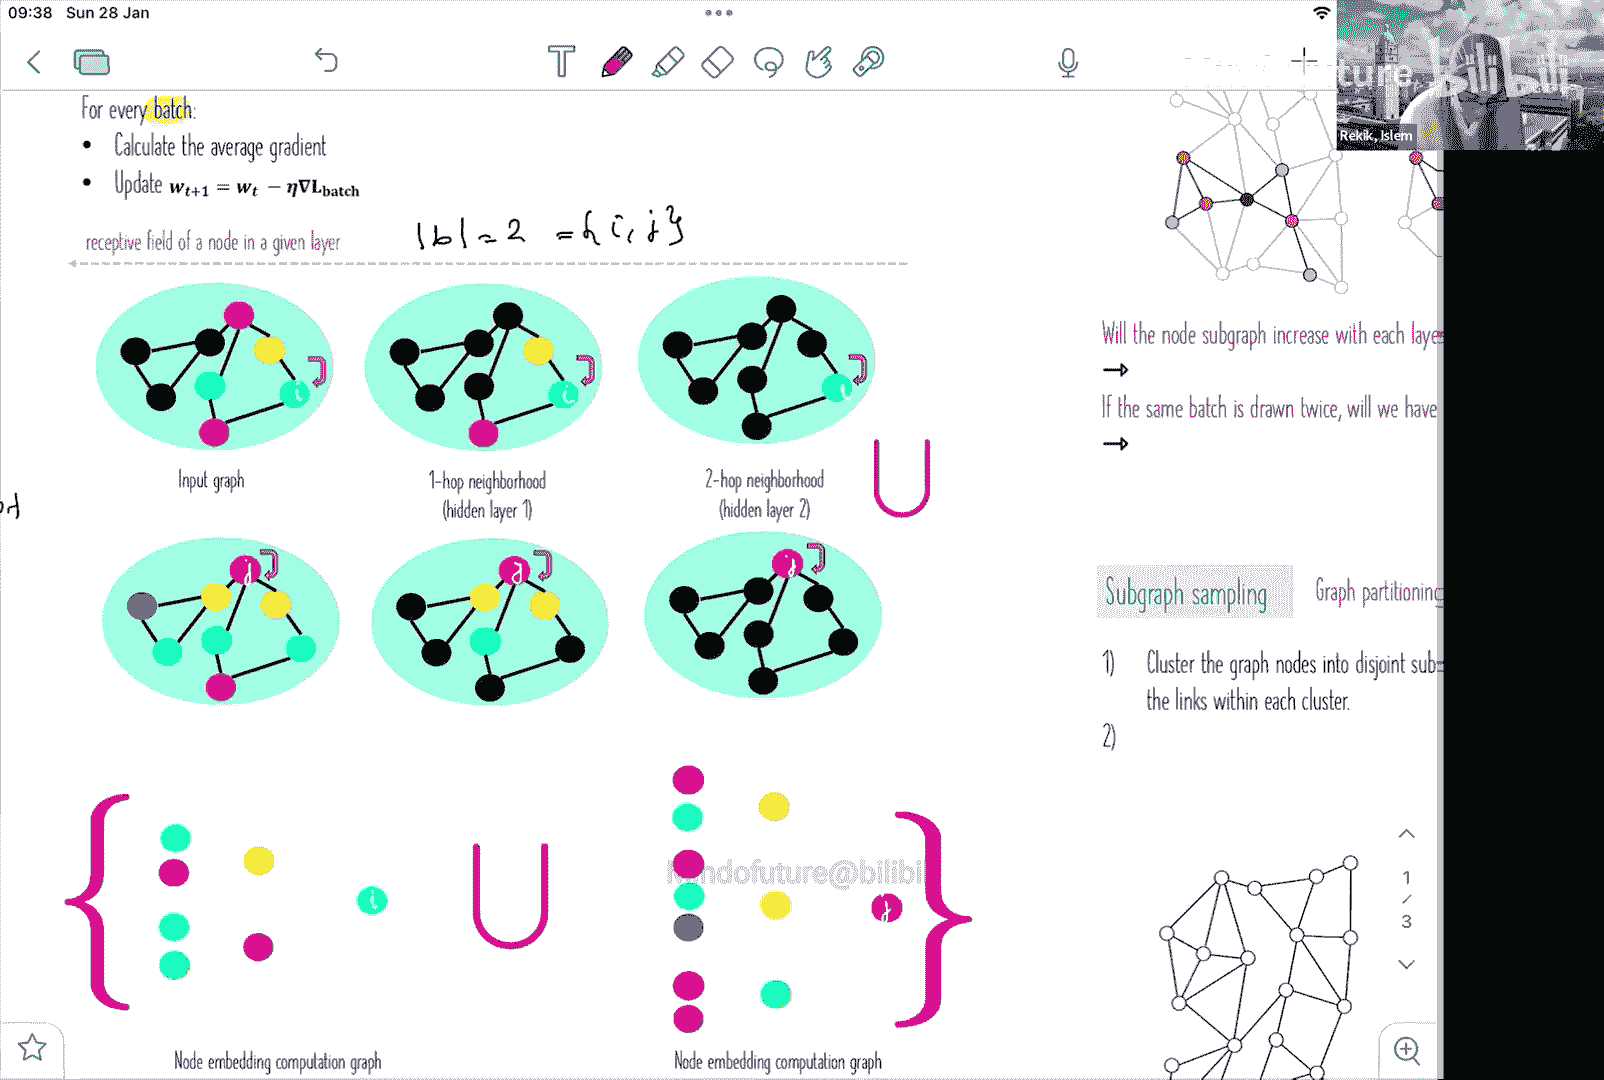 09:38 Sun 28 Jan
ture
bilibili
Rekik, Islem
For every batch:
• Calculate the average gradient
• Update w_{t+1} = w_t − η∇L_batch
receptive field of a node in a given layer
|b| = 2 = { i, j }
i
i
i
Input graph
1-hop neighborhood
(hidden layer 1)
2-hop neighborhood
(hidden layer 2)
j
j
j
i
j
Node embedding computation graph
Node embedding computation graph
Will the node subgraph increase with each laye
→
If the same batch is drawn twice, will we have
→
Subgraph sampling
Graph partitioning
1) Cluster the graph nodes into disjoint sub
the links within each cluster.
2)
1
/
3